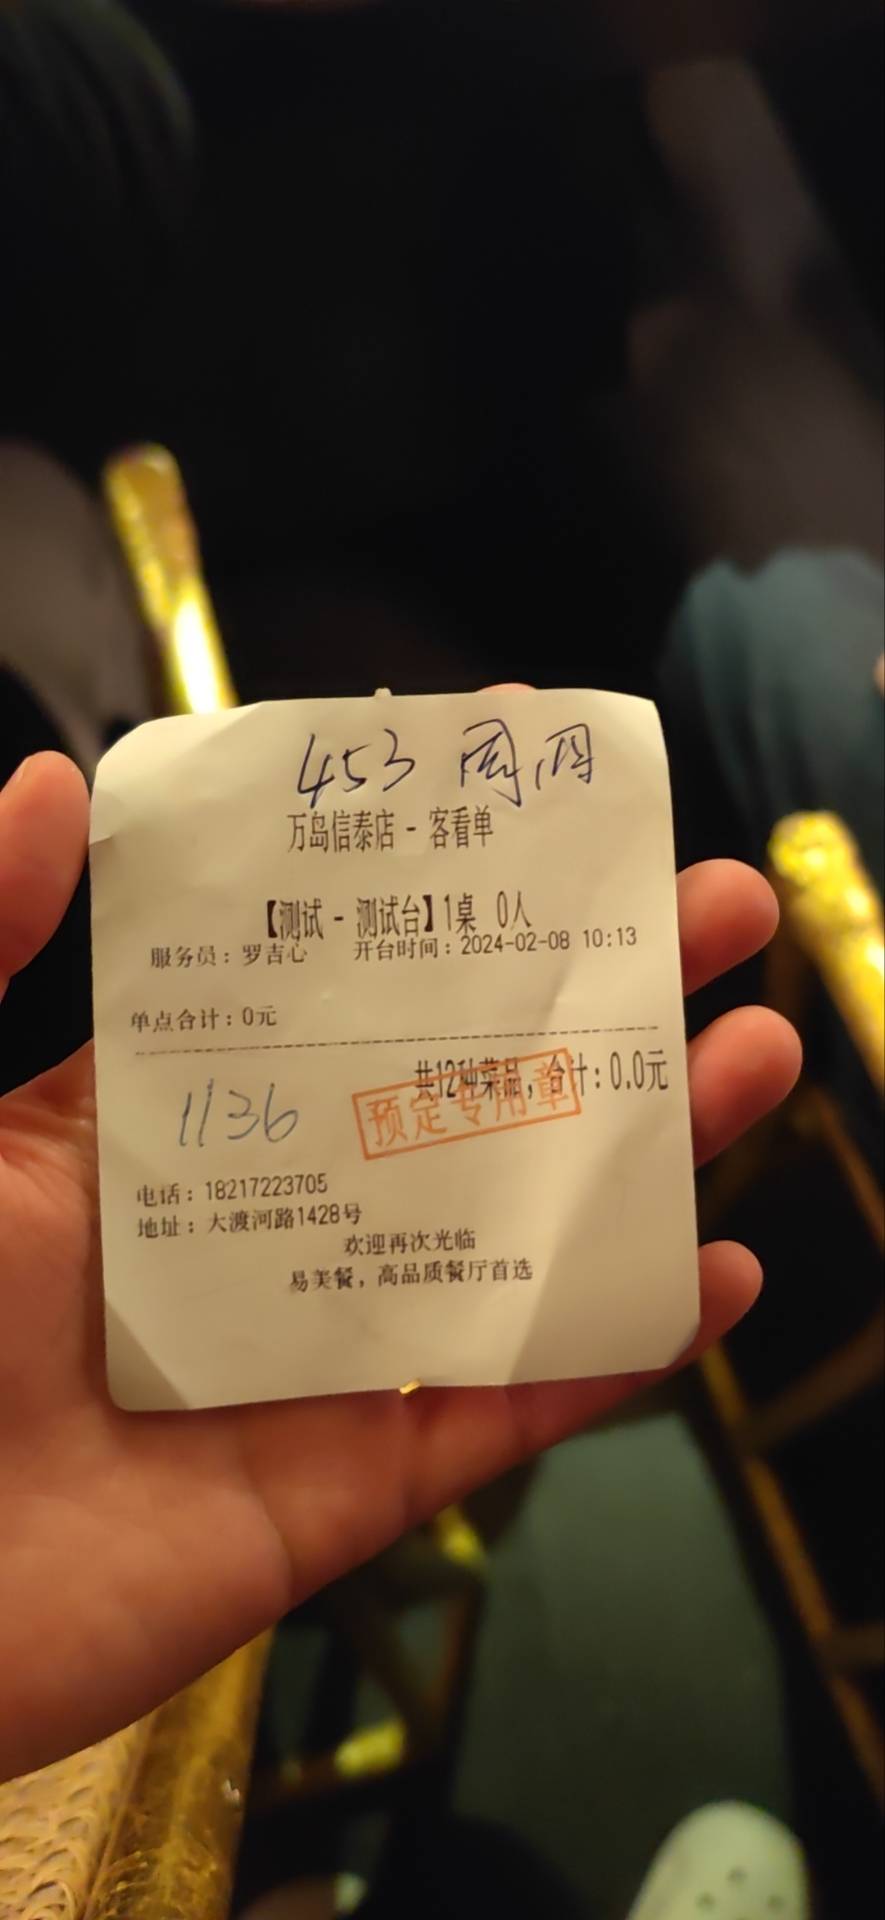 453 周四
万岛信泰店 - 客看单
【测试 - 测试台】1桌 0人
服务员：罗吉心 开台时间：2024-02-08 10:13
单点合计：0元
共12种菜品，合计：0.0元
预定专用章
1136
电话：18217223705
地址：大渡河路1428号
欢迎再次光临
易美餐，高品质餐厅首选